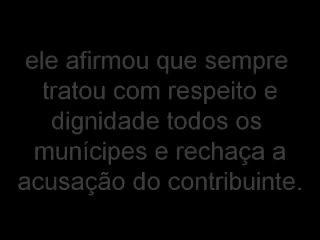 ele afirmou que sempre
tratou com respeito e
dignidade todos os
munícipes e rechaça a
acusação do contribuinte.